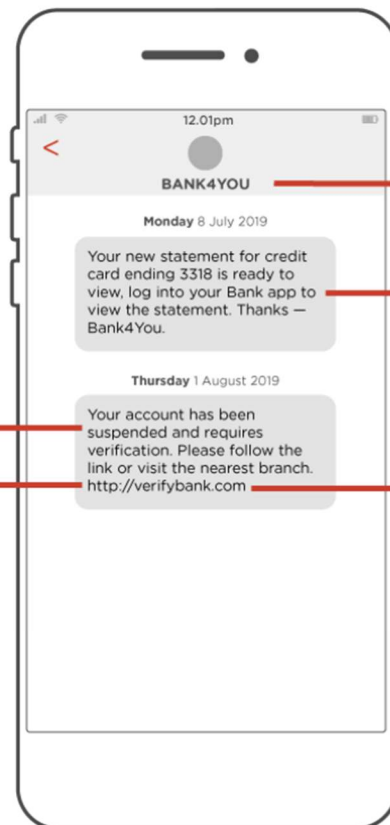 12.01pm
<
BANK4YOU
Monday 8 July 2019
Your new statement for credit
card ending 3318 is ready to
view, log into your Bank app to
view the statement. Thanks —
Bank4You.
Thursday 1 August 2019
Your account has been
suspended and requires
verification. Please follow the
link or visit the nearest branch.
http://verifybank.com